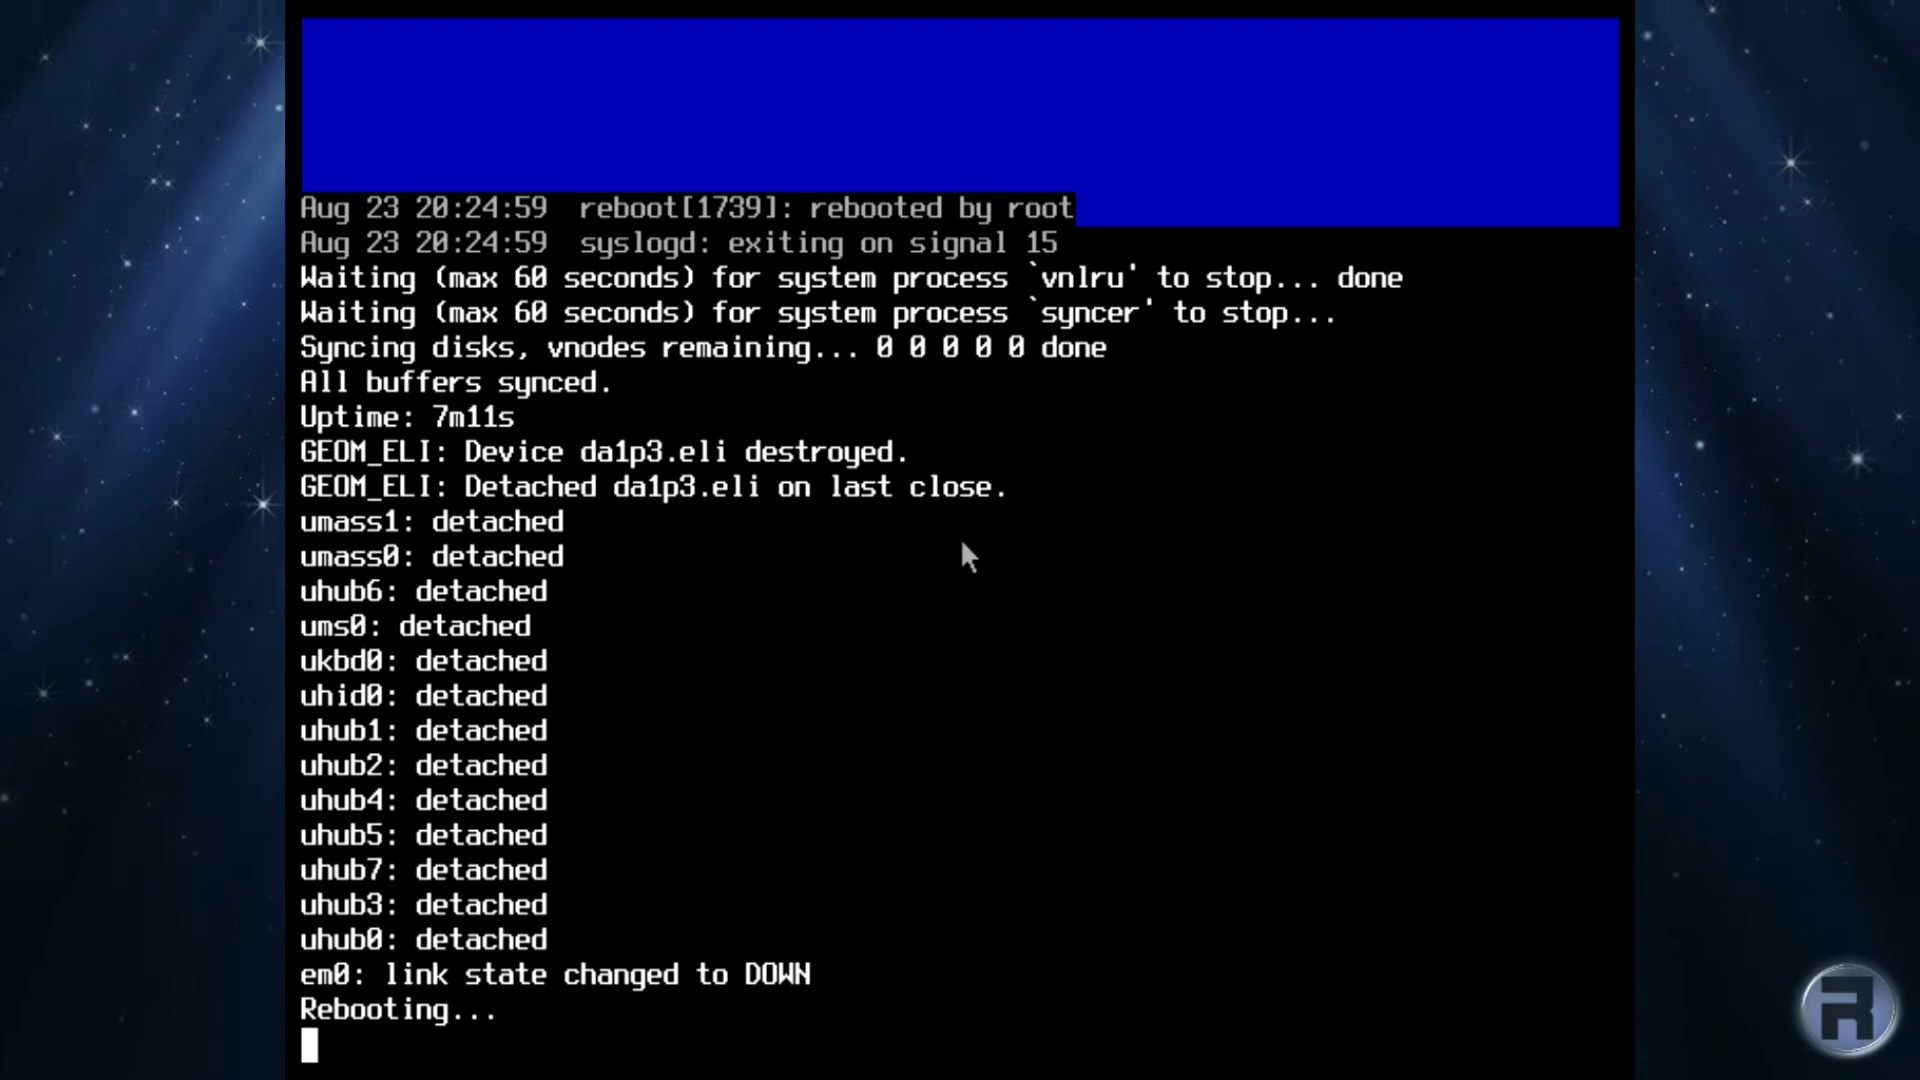 Aug 23 20:24:59  reboot[1739]: rebooted by root
Aug 23 20:24:59  syslogd: exiting on signal 15
Waiting (max 60 seconds) for system process `vnlru' to stop... done
Waiting (max 60 seconds) for system process `syncer' to stop...
Syncing disks, vnodes remaining... 0 0 0 0 0 done
All buffers synced.
Uptime: 7m11s
GEOM_ELI: Device da1p3.eli destroyed.
GEOM_ELI: Detached da1p3.eli on last close.
umass1: detached
umass0: detached
uhub6: detached
ums0: detached
ukbd0: detached
uhid0: detached
uhub1: detached
uhub2: detached
uhub4: detached
uhub5: detached
uhub7: detached
uhub3: detached
uhub0: detached
em0: link state changed to DOWN
Rebooting...
R